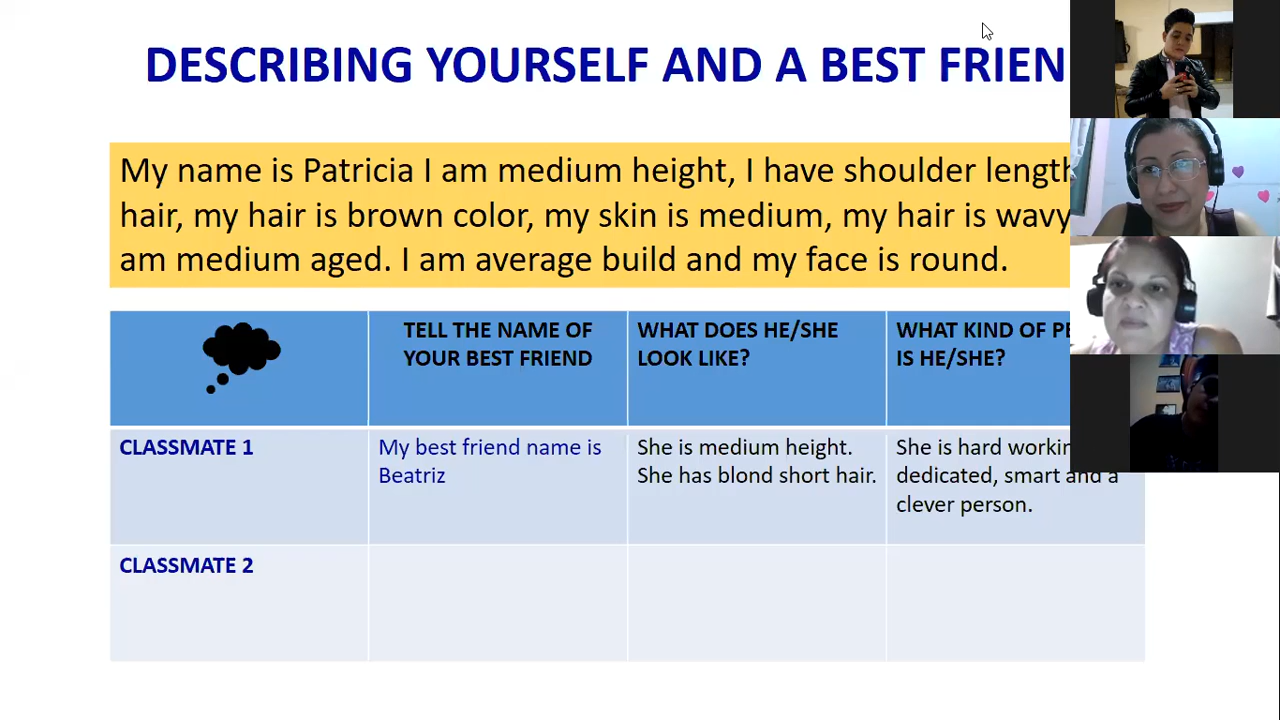 DESCRIBING YOURSELF AND A BEST FRIEN
My name is Patricia I am medium height, I have shoulder length
hair, my hair is brown color, my skin is medium, my hair is wavy
am medium aged. I am average build and my face is round.
TELL THE NAME OF
YOUR BEST FRIEND
WHAT DOES HE/SHE
LOOK LIKE?
WHAT KIND OF PE
IS HE/SHE?
CLASSMATE 1
My best friend name is
Beatriz
She is medium height.
She has blond short hair.
She is hard workin
dedicated, smart and a
clever person.
CLASSMATE 2